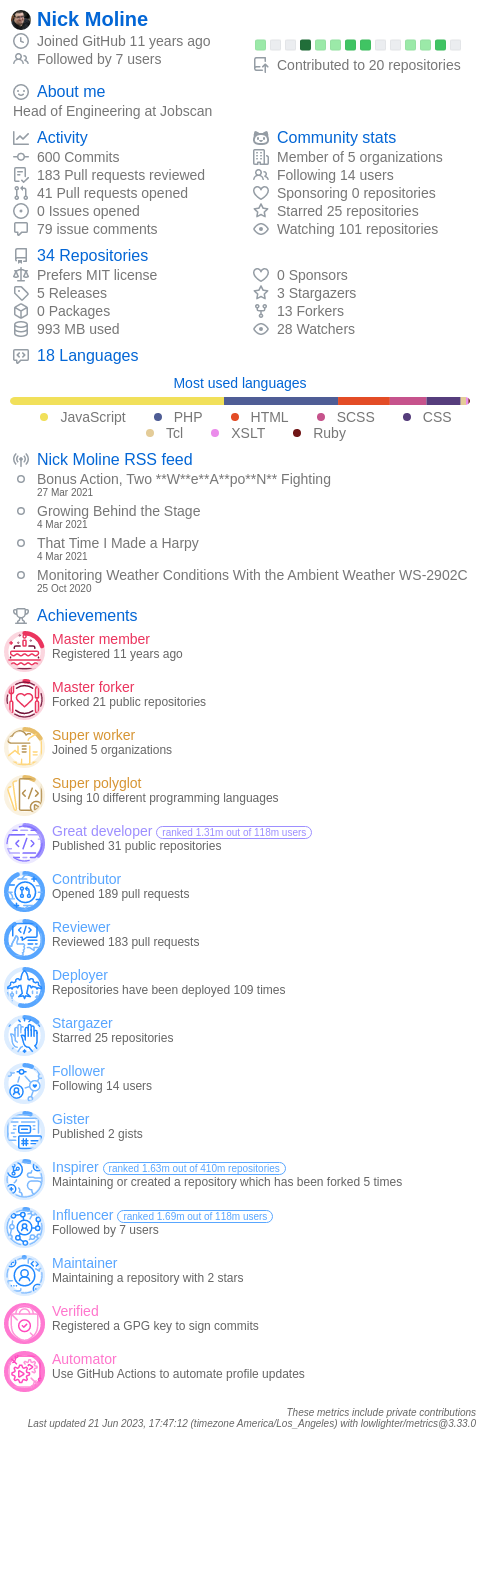 Nick Moline
Joined GitHub 11 years ago
Followed by 7 users
Contributed to 20 repositories
About me
Head of Engineering at Jobscan
Activity
600 Commits
183 Pull requests reviewed
41 Pull requests opened
0 Issues opened
79 issue comments
Community stats
Member of 5 organizations
Following 14 users
Sponsoring 0 repositories
Starred 25 repositories
Watching 101 repositories
34 Repositories
Prefers MIT license
5 Releases
0 Packages
993 MB used
0 Sponsors
3 Stargazers
13 Forkers
28 Watchers
18 Languages
Most used languages
JavaScript PHP HTML SCSS CSS
Tcl XSLT Ruby
Nick Moline RSS feed
Bonus Action, Two **W**e**A**po**N** Fighting
27 Mar 2021
Growing Behind the Stage
4 Mar 2021
That Time I Made a Harpy
4 Mar 2021
Monitoring Weather Conditions With the Ambient Weather WS-2902C
25 Oct 2020
Achievements
Master member
Registered 11 years ago
Master forker
Forked 21 public repositories
Super worker
Joined 5 organizations
Super polyglot
Using 10 different programming languages
Great developer ranked 1.31m out of 118m users
Published 31 public repositories
Contributor
Opened 189 pull requests
Reviewer
Reviewed 183 pull requests
Deployer
Repositories have been deployed 109 times
Stargazer
Starred 25 repositories
Follower
Following 14 users
Gister
Published 2 gists
Inspirer ranked 1.63m out of 410m repositories
Maintaining or created a repository which has been forked 5 times
Influencer ranked 1.69m out of 118m users
Followed by 7 users
Maintainer
Maintaining a repository with 2 stars
Verified
Registered a GPG key to sign commits
Automator
Use GitHub Actions to automate profile updates
These metrics include private contributions
Last updated 21 Jun 2023, 17:47:12 (timezone America/Los_Angeles) with lowlighter/metrics@3.33.0